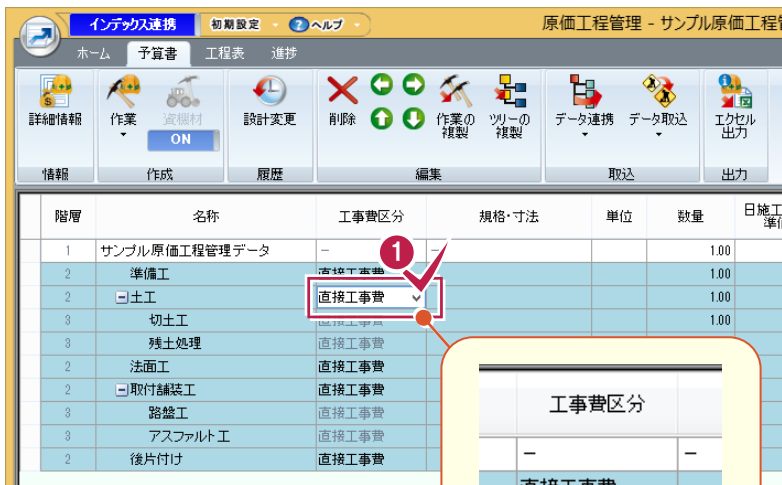 インデックス連携 初期設定 ヘルプ 原価工程管理 - サンプル原価工程管
ホーム 予算書 工程表 進捗
詳細情報 作業 資機材 ON 設計変更 削除 作業の複製 ツリーの複製 データ連携 データ取込 エクセル出力
情報 作成 履歴 編集 取込 出力
階層 名称 工事費区分 規格・寸法 単位 数量 日施工
準備
1 サンプル原価工程管理データ - - 1.00
2 準備工 直接工事費 1.00
2 土工 直接工事費 1.00
3 切土工 直接工事費 1.00
3 残土処理 直接工事費
2 法面工 直接工事費
2 取付舗装工 直接工事費
3 路盤工 直接工事費
3 アスファルト工 直接工事費
2 後片付け 直接工事費
1
工事費区分
- -
直接工事費